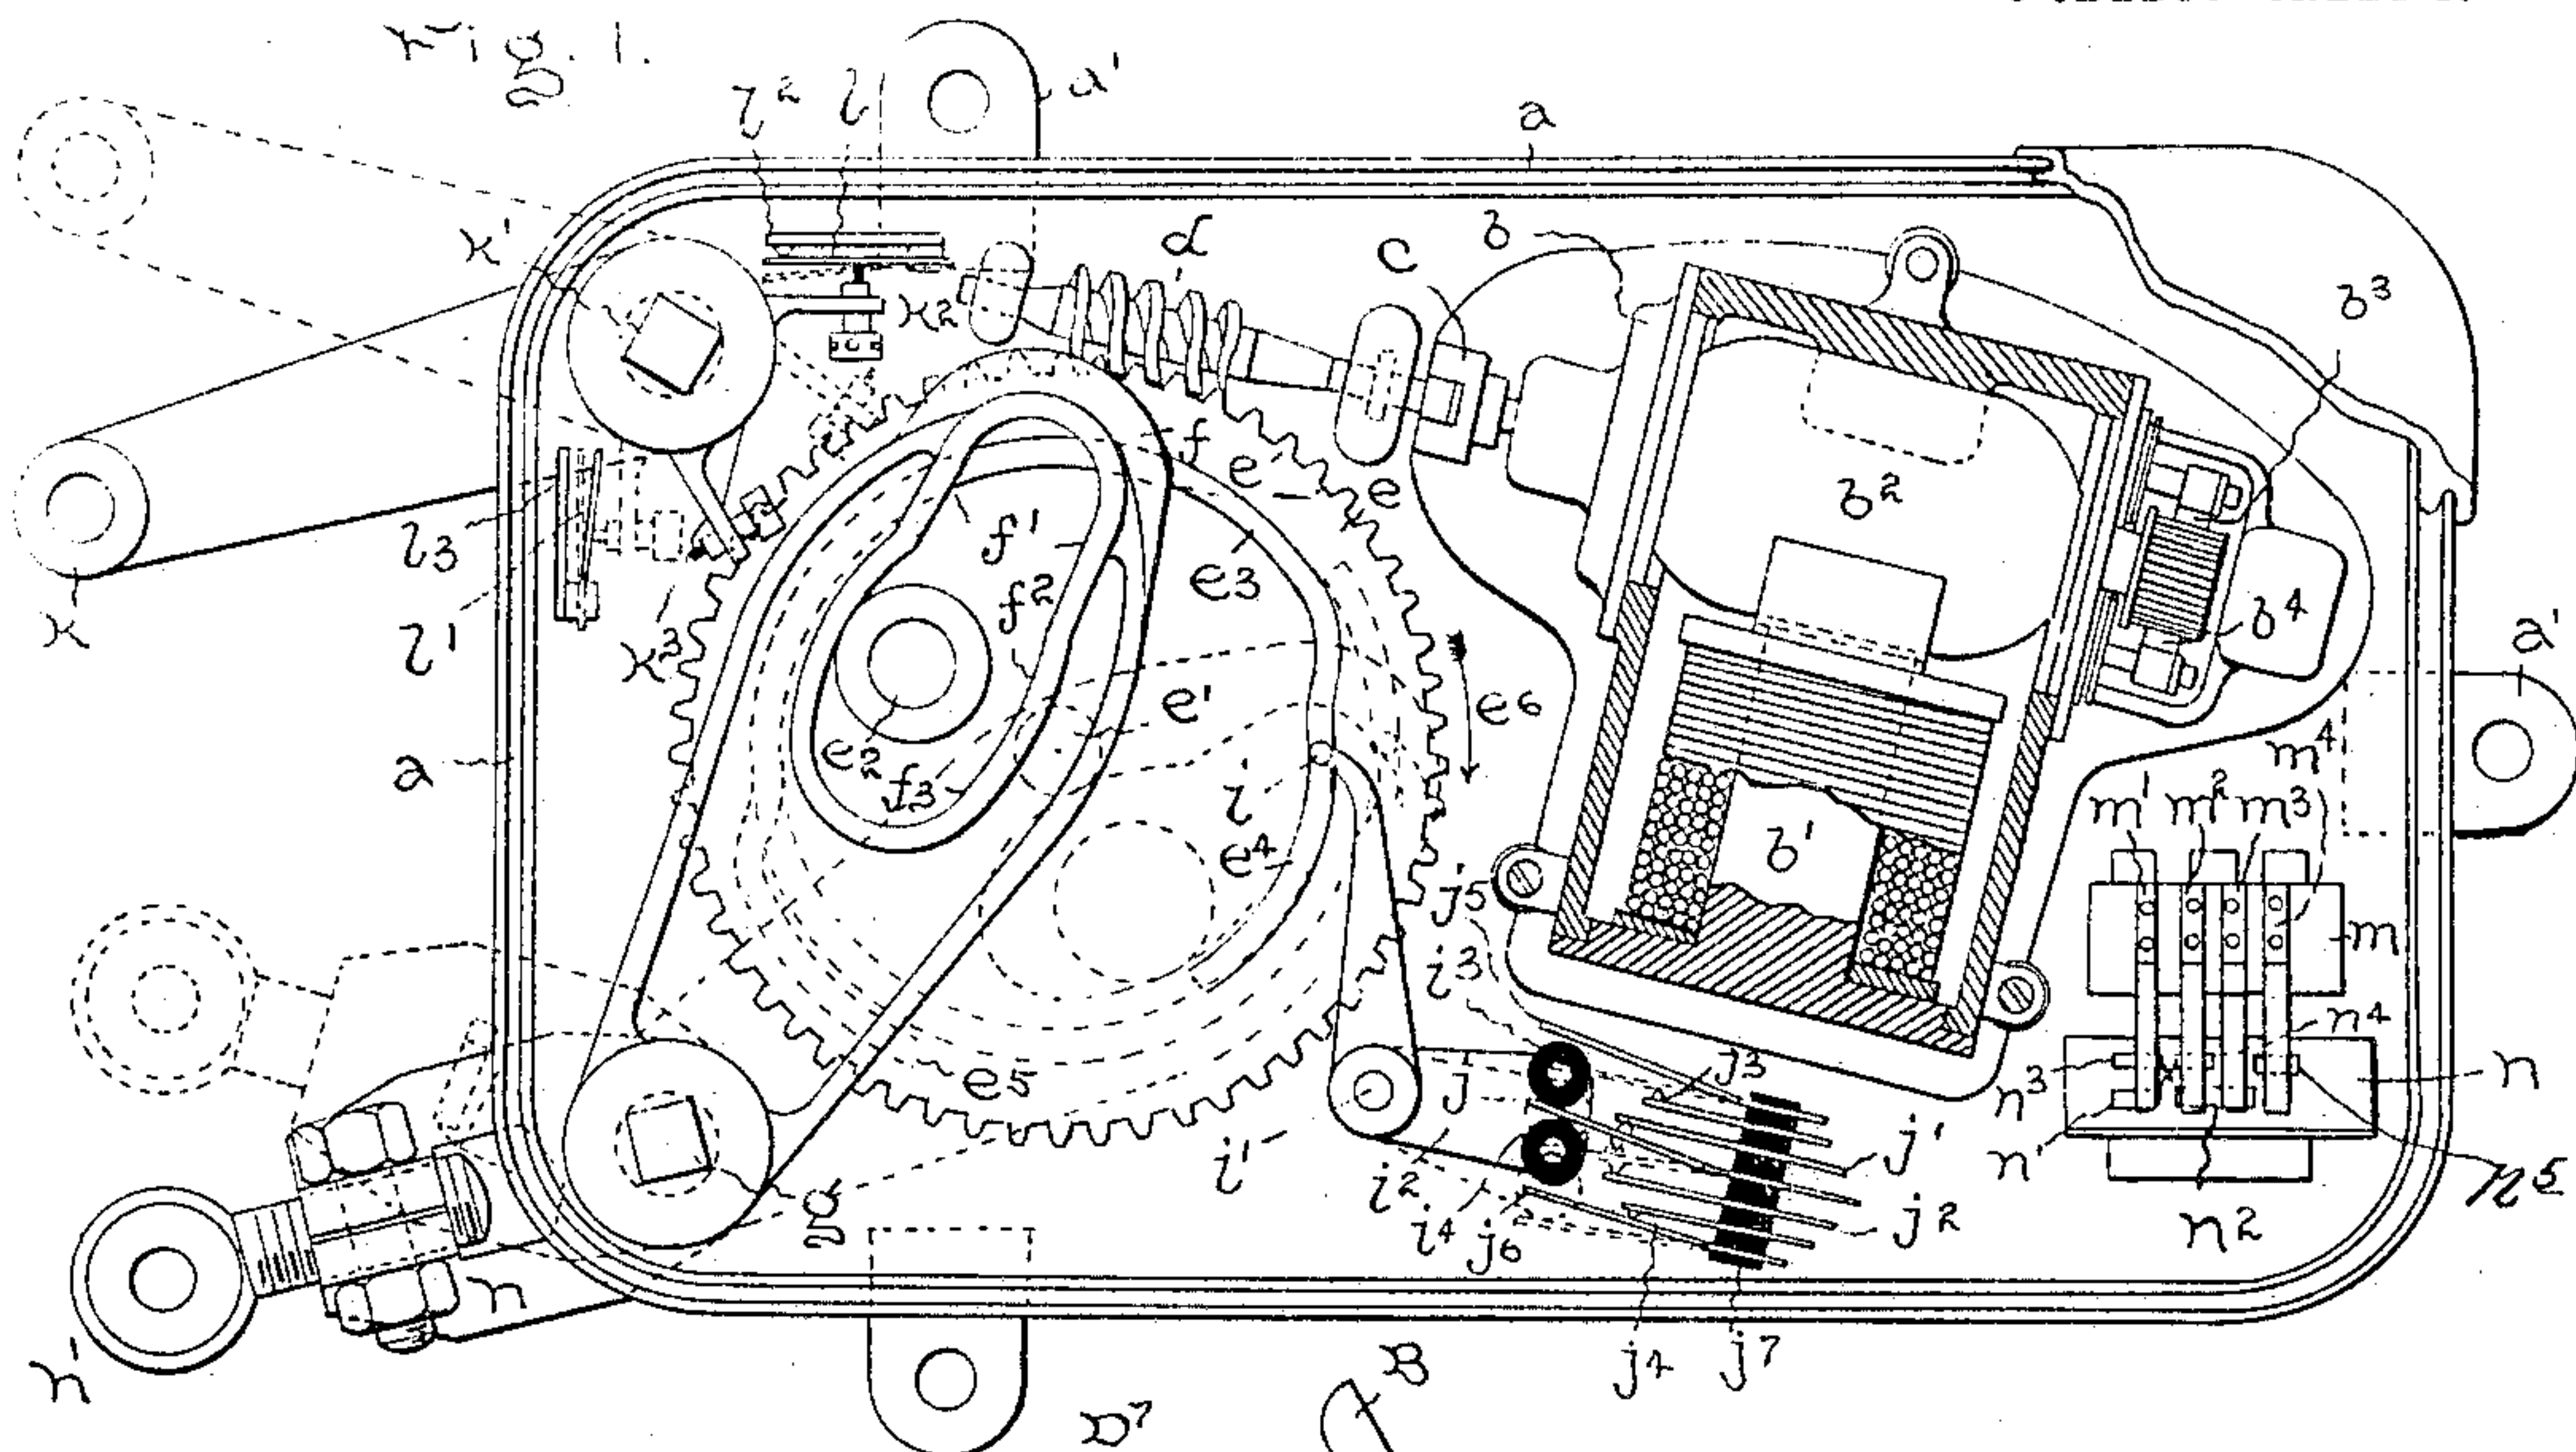 Fig. 1.
a'
l² l
a
k'
d
c
b
b³
k²
f
e'
e
b²
f'
l³
e³
f²
b⁴
k
l'
k³
e'
e⁶
a'
a
e²
f³
i
m⁴
m' m² m³
e⁴
b'
j⁵
m
i³
n⁴
e⁵
j
j³
n³
n
i'
j'
n'
g
i²
i⁴
j⁶
j²
n²
n⁵
h
h'
B
j⁴
j⁷
D⁷